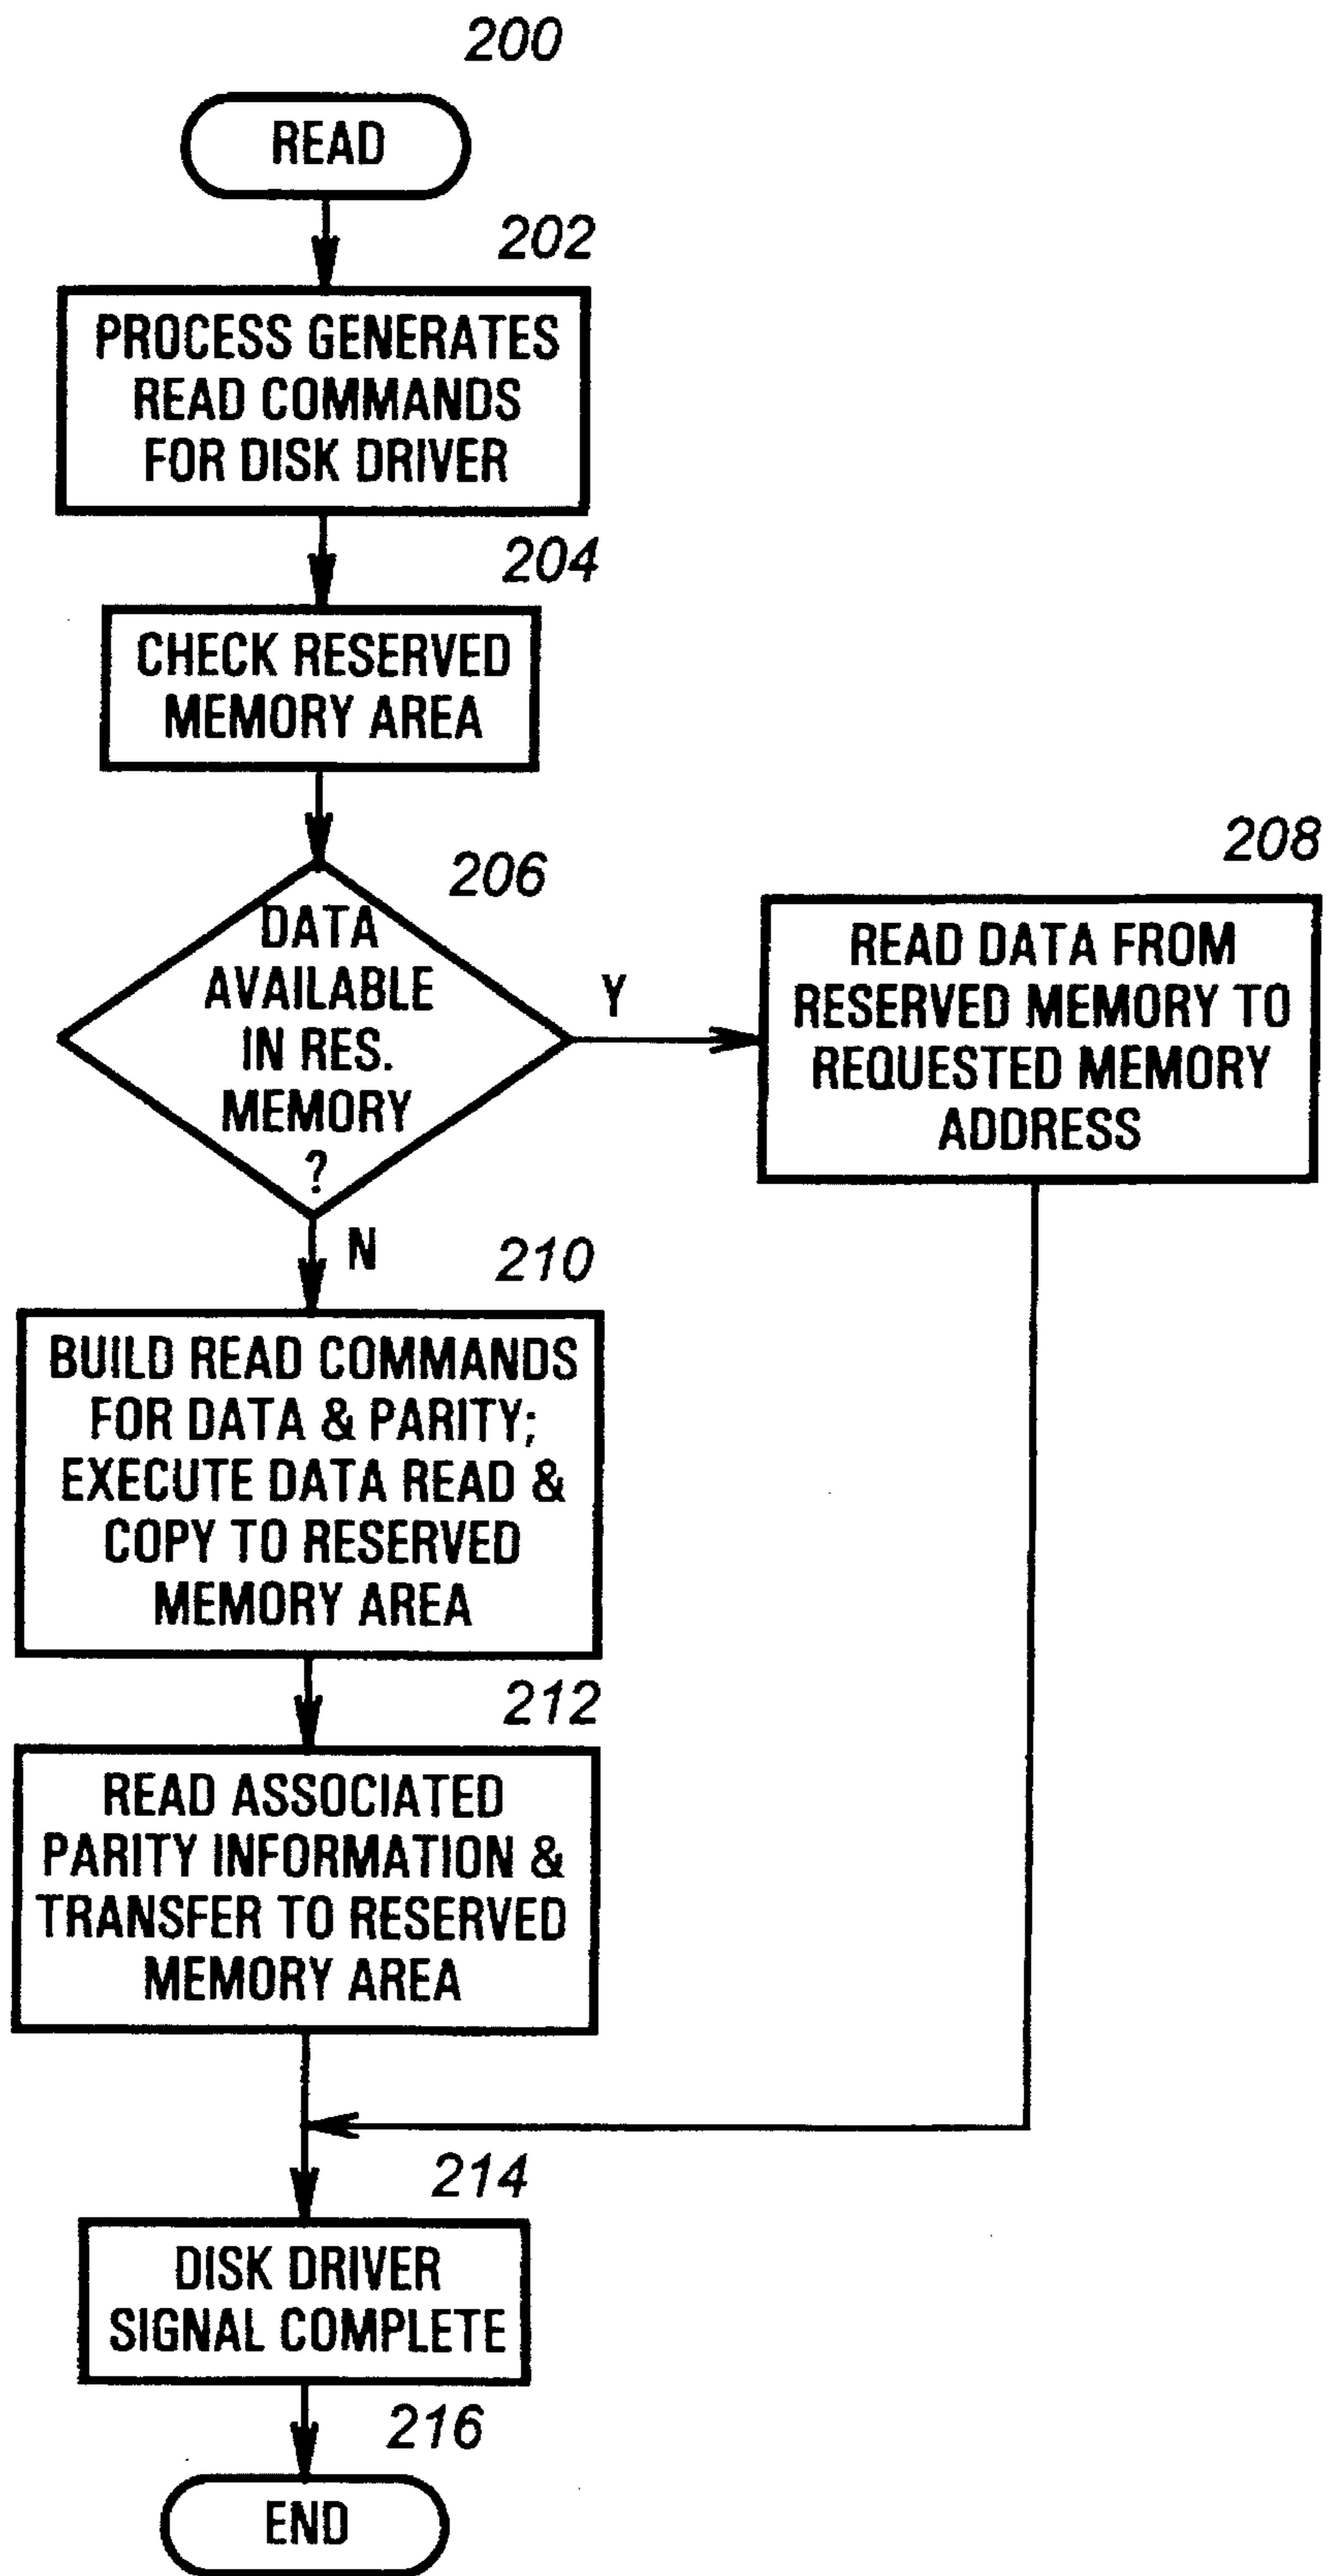 200
READ
202
PROCESS GENERATES
READ COMMANDS
FOR DISK DRIVER
204
CHECK RESERVED
MEMORY AREA
206
DATA
AVAILABLE
IN RES.
MEMORY
?
Y
208
READ DATA FROM
RESERVED MEMORY TO
REQUESTED MEMORY
ADDRESS
N
210
BUILD READ COMMANDS
FOR DATA & PARITY;
EXECUTE DATA READ &
COPY TO RESERVED
MEMORY AREA
212
READ ASSOCIATED
PARITY INFORMATION &
TRANSFER TO RESERVED
MEMORY AREA
214
DISK DRIVER
SIGNAL COMPLETE
216
END